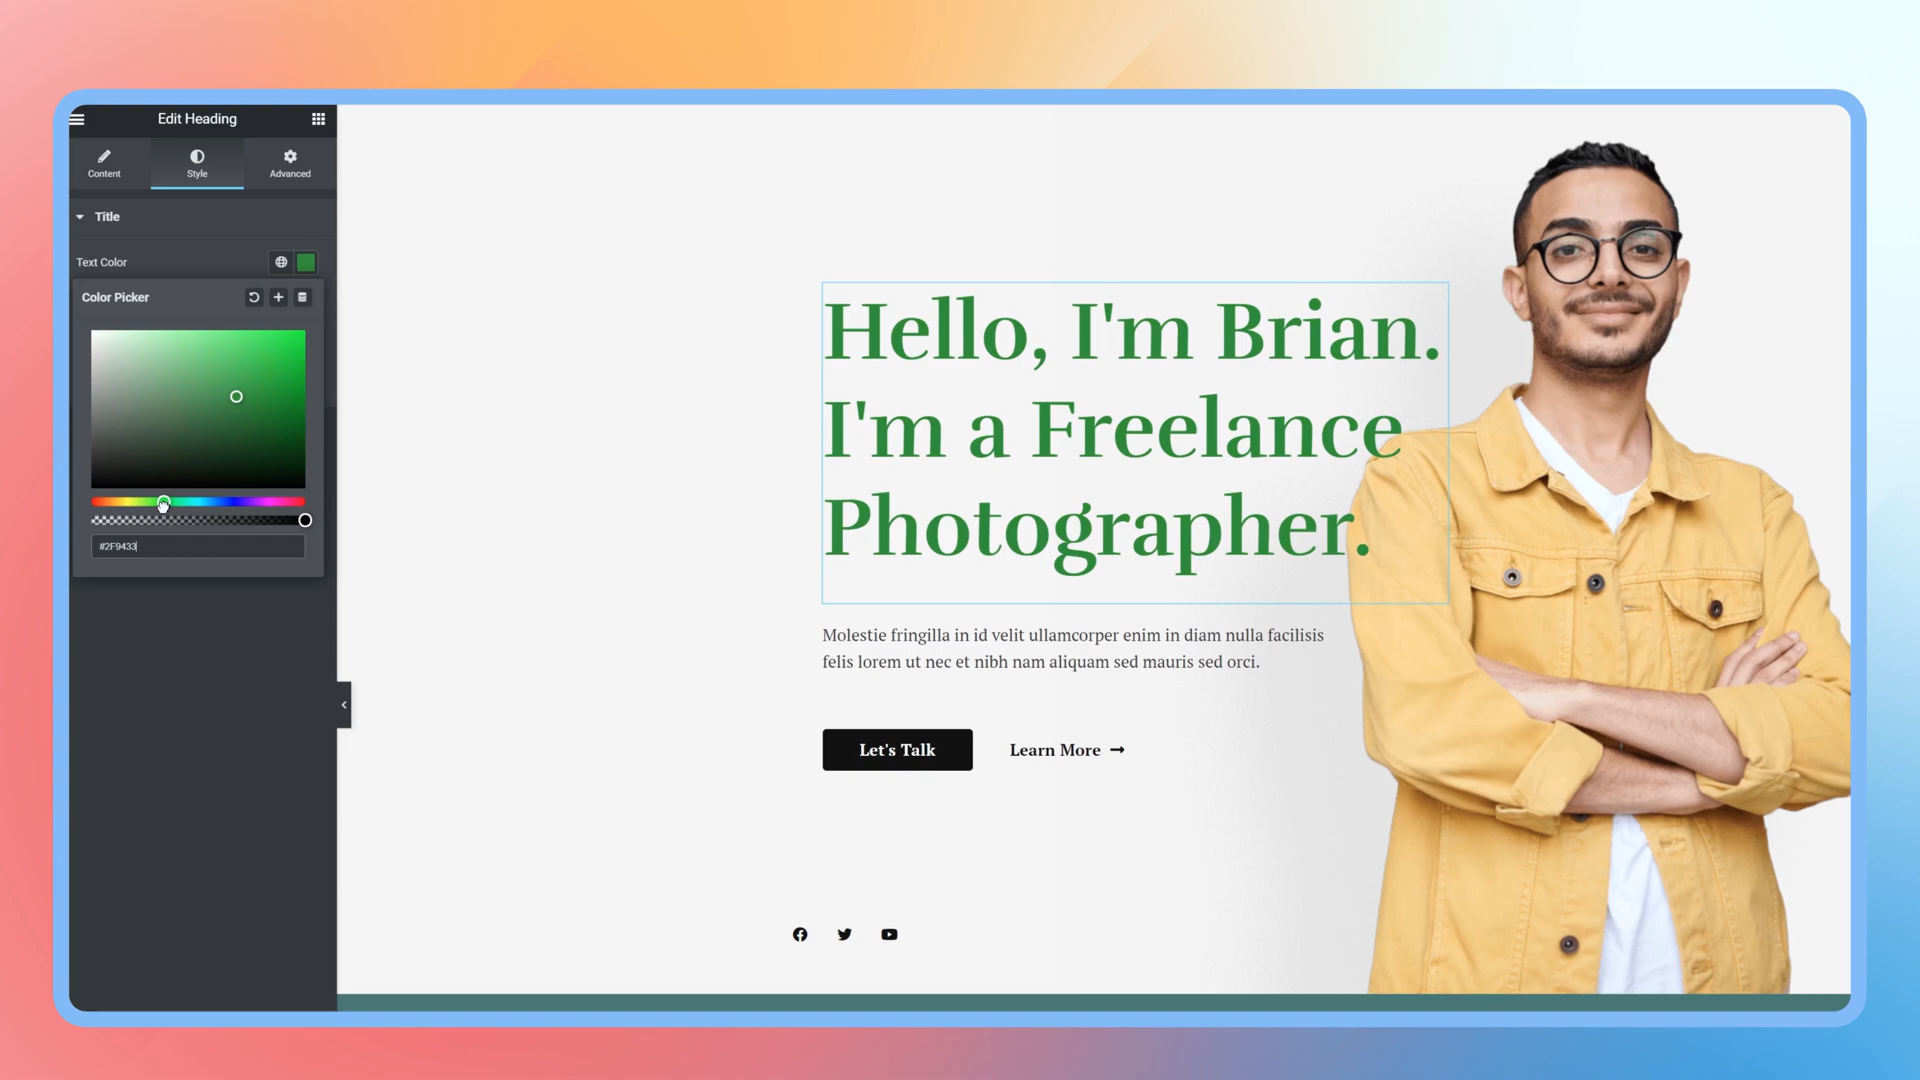 Edit Heading
Content
Style
Advanced
Title
Text Color
Color Picker
#2F9433
Hello, I'm Brian.
I'm a Freelance
Photographer.
Molestie fringilla in id velit ullamcorper enim in diam nulla facilisis
felis lorem ut nec et nibh nam aliquam sed mauris sed orci.
Let's Talk
Learn More